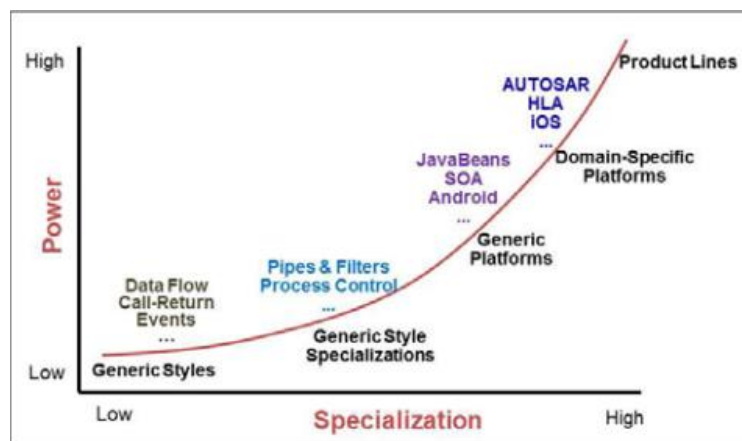 High
Product Lines
AUTOSAR
HLA
iOS
...
JavaBeans
SOA
Android
...
Domain-Specific
Platforms
Power
Generic
Platforms
Pipes & Filters
Process Control
...
Data Flow
Call-Return
Events
...
Generic Style
Specializations
Low
Generic Styles
Low
Specialization
High